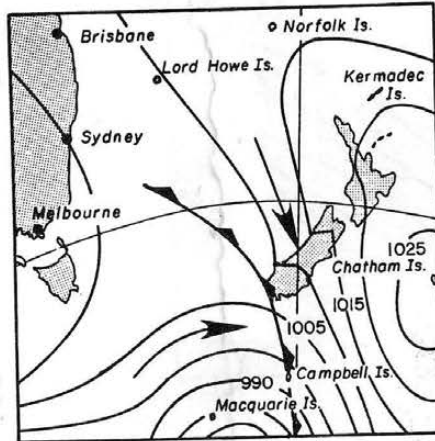 Norfolk Is.
Brisbane
Lord Howe Is.
Kermadec
Is.
Sydney
Melbourne
1025
Chatham Is.
1015
1005
Campbell Is.
990
Macquarie Is.